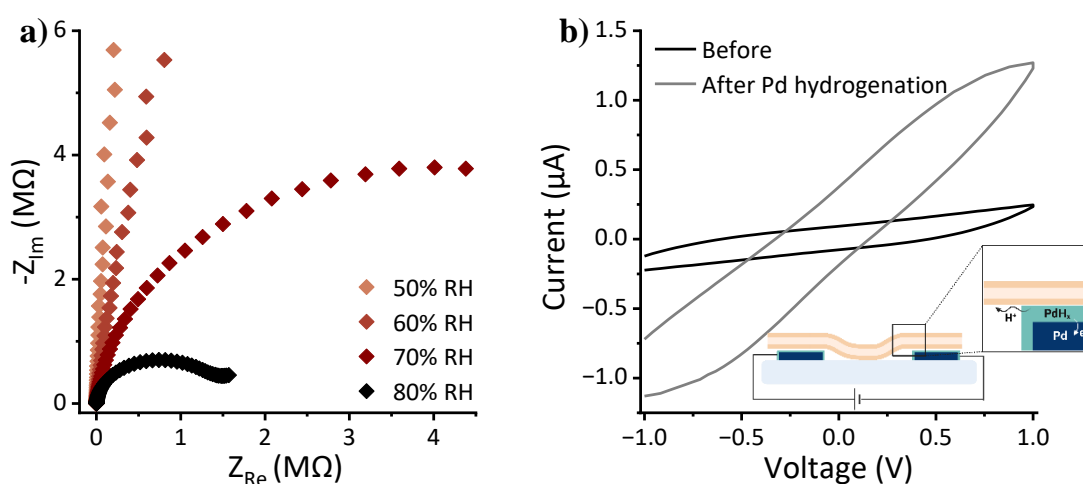 a)
6
4
2
0
-Z_Im (MΩ)
0 1 2 3 4
Z_Re (MΩ)
50% RH
60% RH
70% RH
80% RH
b)
1.5
1.0
0.5
0.0
−0.5
−1.0
Current (µA)
−1.0 −0.5 0.0 0.5 1.0
Voltage (V)
Before
After Pd hydrogenation
H⁺
PdHₓ
Pd